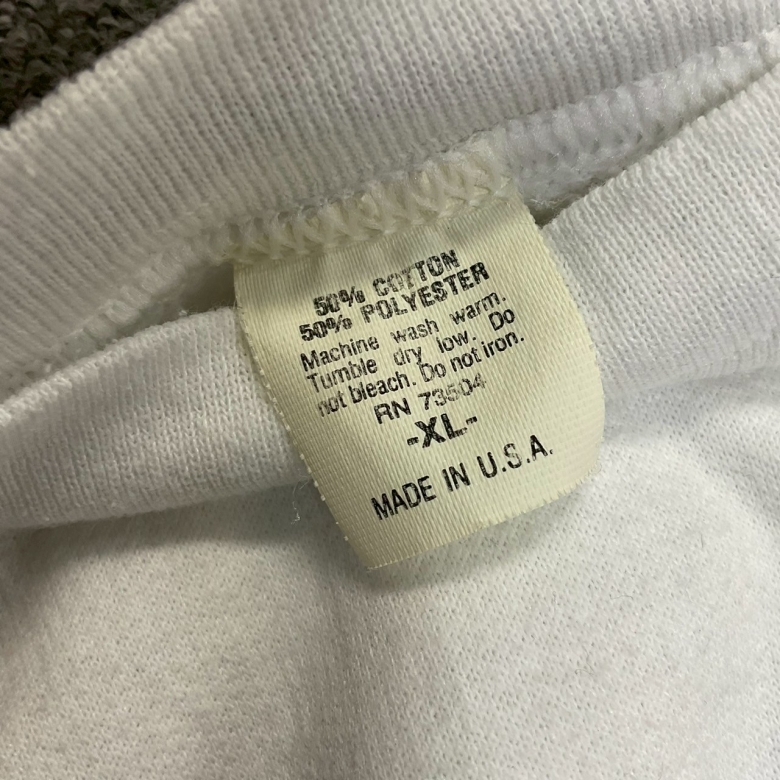 50% COTTON
50% POLYESTER
Machine wash warm.
Tumble dry low. Do
not bleach. Do not iron.
RN 73504
-XL-
MADE IN U.S.A.